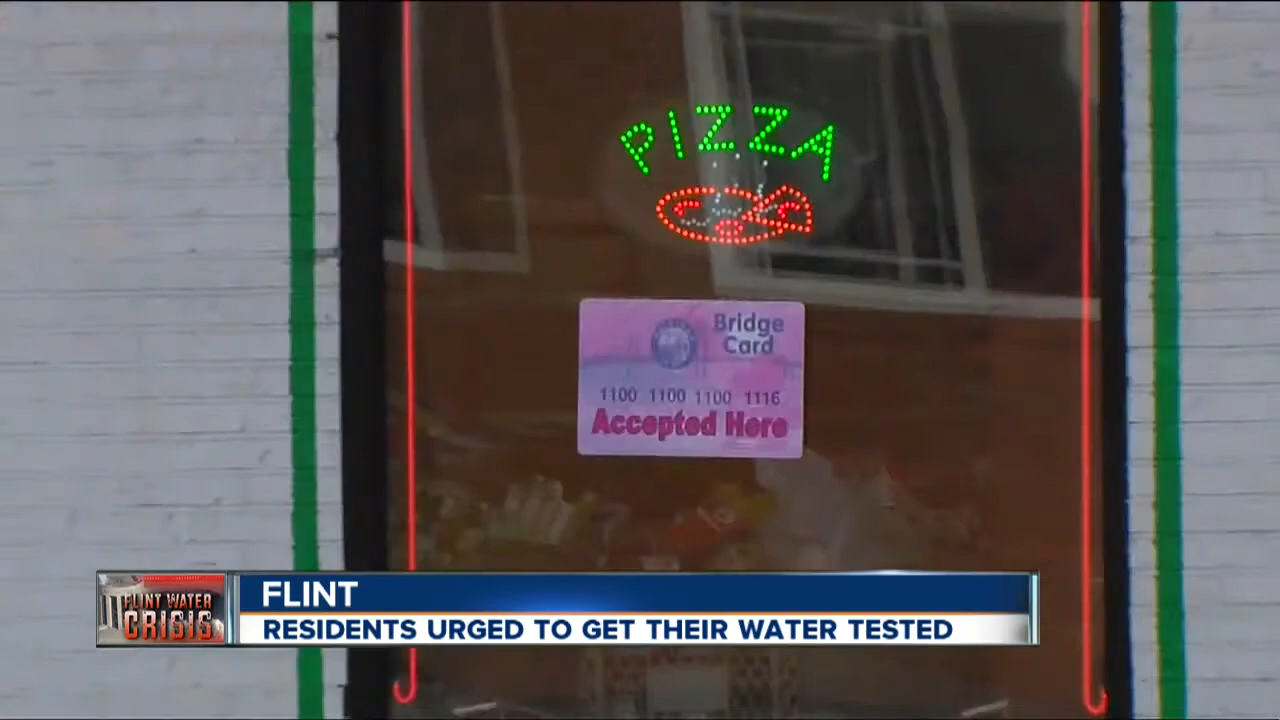 PIZZA
Bridge
Card
1100 1100 1100 1116
Accepted Here
FLINT WATER
CRISIS
FLINT
RESIDENTS URGED TO GET THEIR WATER TESTED